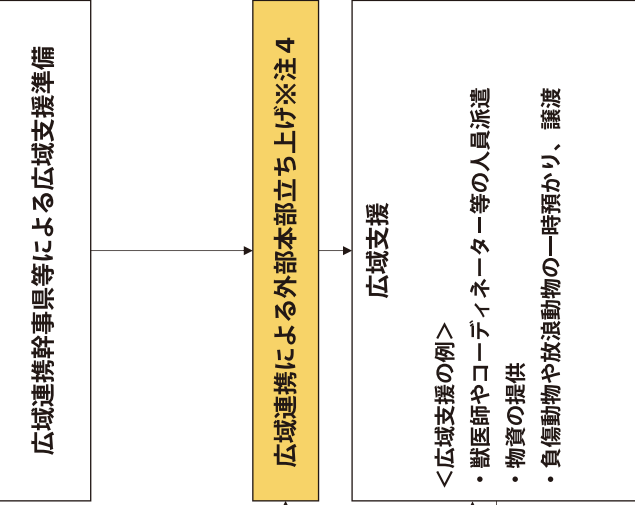 広域連携幹事県等による広域支援準備
広域連携による外部本部立ち上げ※注４
広域支援
＜広域支援の例＞
・獣医師やコーディネーター等の人員派遣
・物資の提供
・負傷動物や放浪動物の一時預かり、譲渡